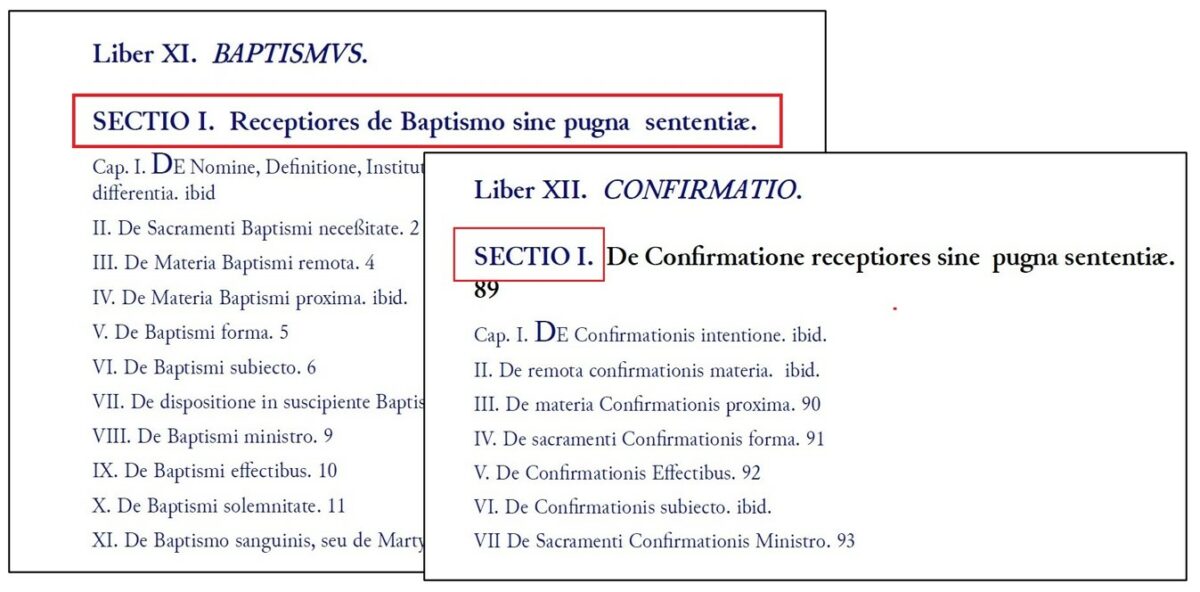 Liber XI. BAPTISMVS.
SECTIO I. Receptiores de Baptismo sine pugna sententiæ.
Cap. I. DE Nomine, Definitione, Institut
differentia. ibid
II. De Sacramenti Baptismi neceßitate. 2
III. De Materia Baptismi remota. 4
IV. De Materia Baptismi proxima. ibid.
V. De Baptismi forma. 5
VI. De Baptismi subiecto. 6
VII. De dispositione in suscipiente Baptis
VIII. De Baptismi ministro. 9
IX. De Baptismi effectibus. 10
X. De Baptismi solemnitate. 11
XI. De Baptismo sanguinis, seu de Marty
Liber XII. CONFIRMATIO.
SECTIO I. De Confirmatione receptiores sine pugna sententiæ.
89
Cap. I. DE Confirmationis intentione. ibid.
II. De remota confirmationis materia. ibid.
III. De materia Confirmationis proxima. 90
IV. De sacramenti Confirmationis forma. 91
V. De Confirmationis Effectibus. 92
VI. De Confirmationis subiecto. ibid.
VII De Sacramenti Confirmationis Ministro. 93